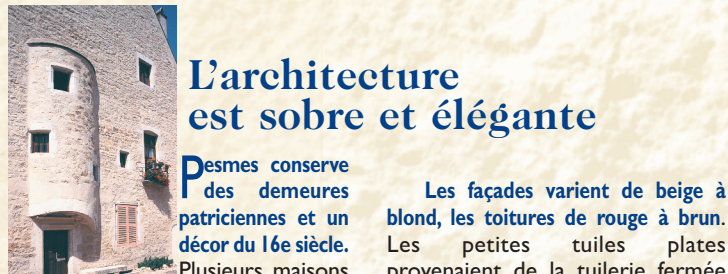 L'architecture
est sobre et élégante
Pesmes conserve
des demeures
patriciennes et un
décor du 16e siècle.
Plusieurs maisons
Les façades varient de beige à
blond, les toitures de rouge à brun.
Les petites tuiles plates
provenaient de la tuilerie fermée